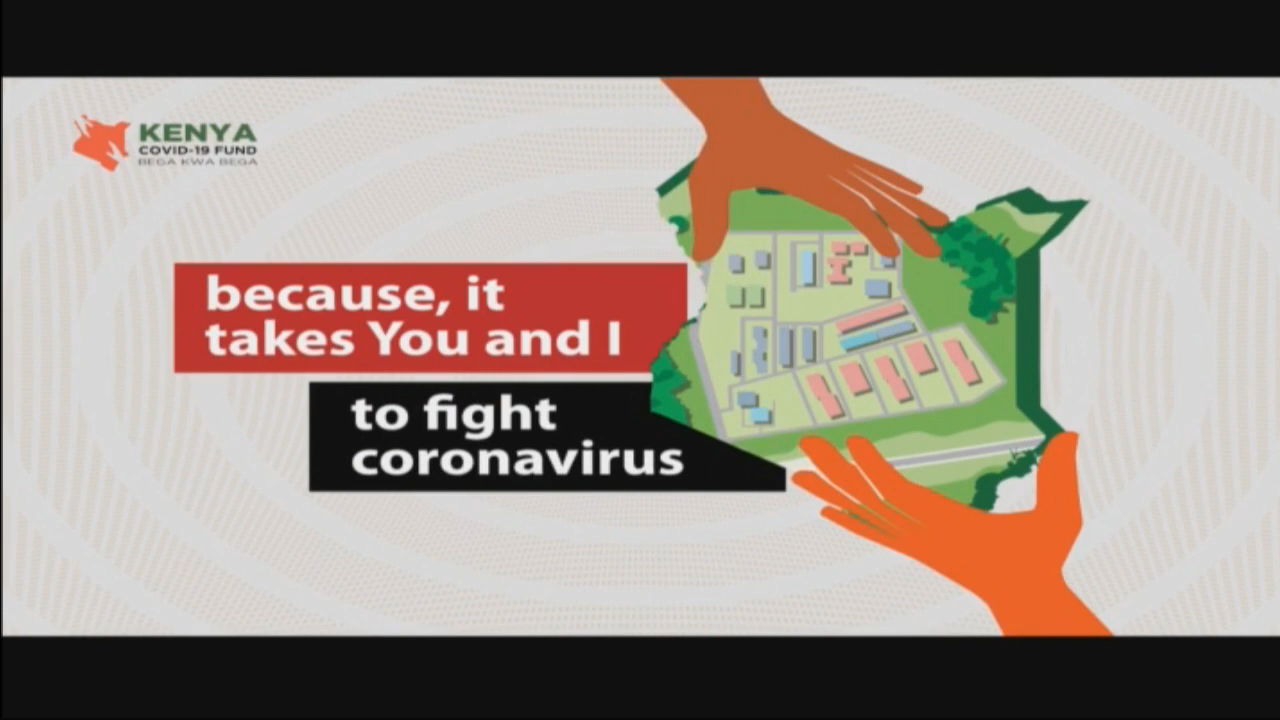 KENYA
COVID-19 FUND
BEGA KWA BEGA
because, it
takes You and I
to fight
coronavirus